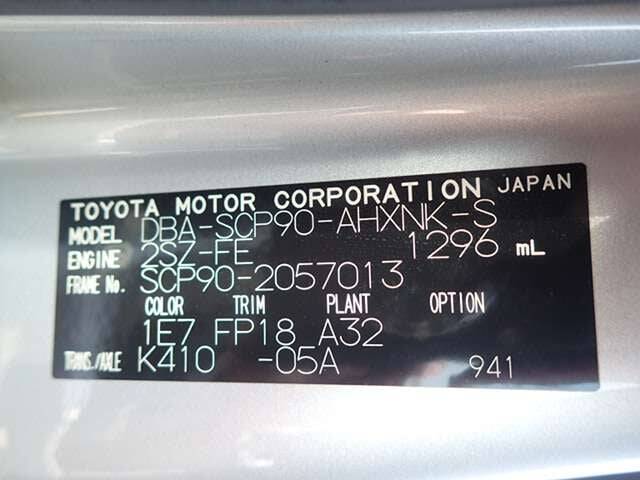 TOYOTA MOTOR CORPORATION JAPAN
MODEL DBA-SCP90-AHXNK-S
ENGINE 2SZ-FE 1296 mL
FRAME No. SCP90-2057013
COLOR TRIM PLANT OPTION
1E7 FP18 A32
TRANS./AXLE K410 -05A 941